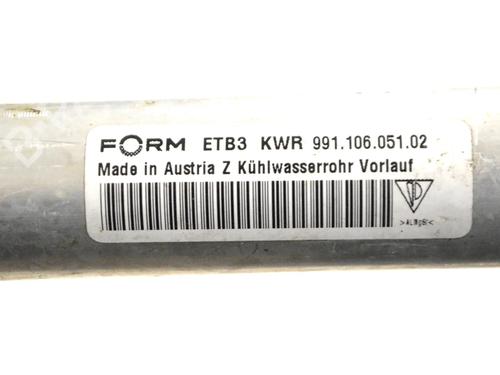 FORM ETB3 KWR 991.106.051.02
Made in Austria Z Kühlwasserrohr Vorlauf